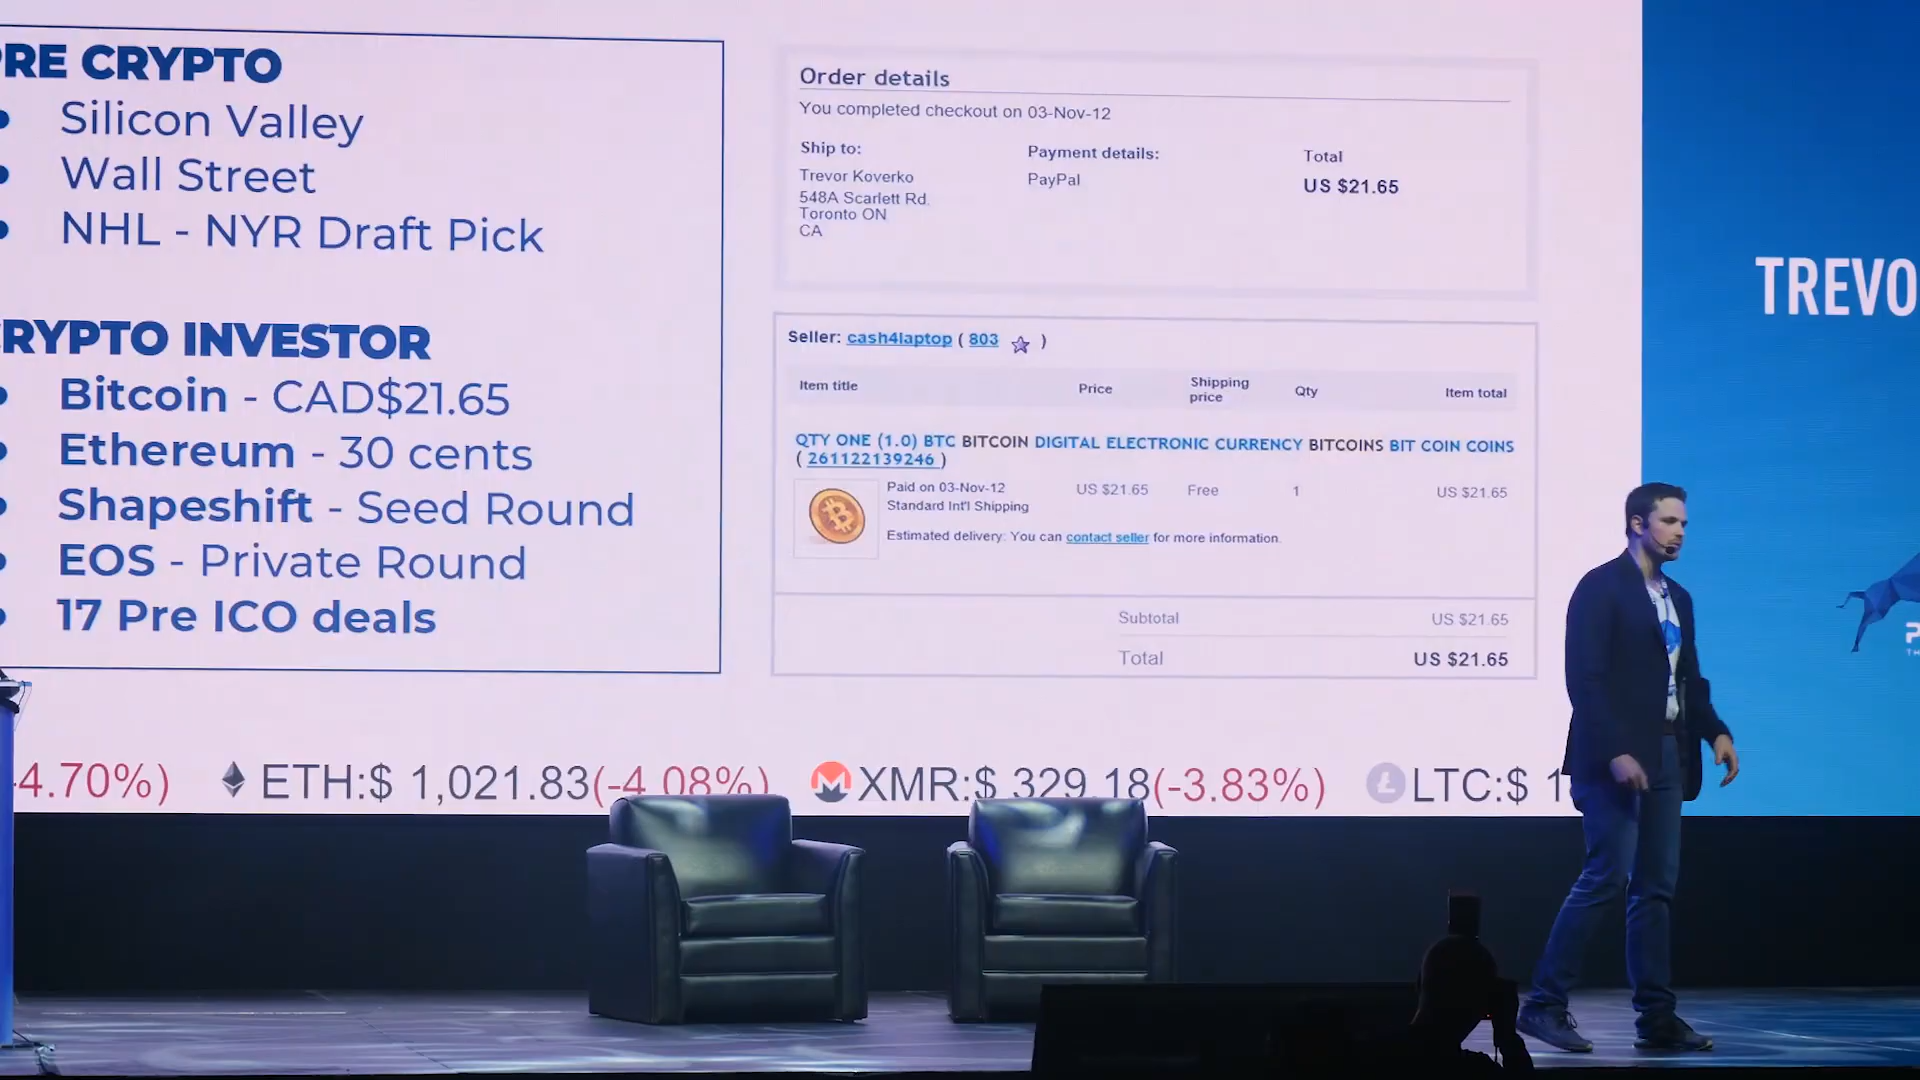 RE CRYPTO
Silicon Valley
Wall Street
NHL - NYR Draft Pick
RYPTO INVESTOR
Bitcoin - CAD$21.65
Ethereum - 30 cents
Shapeshift - Seed Round
EOS - Private Round
17 Pre ICO deals
Order details
You completed checkout on 03-Nov-12
Ship to:
Trevor Koverko
548A Scarlett Rd.
Toronto ON
CA
Payment details:
PayPal
Total
US $21.65
Seller: cash4laptop ( 803 )
Item title Price Shipping price Qty Item total
QTY ONE (1.0) BTC BITCOIN DIGITAL ELECTRONIC CURRENCY BITCOINS BIT COIN COINS
( 261122139246 )
Paid on 03-Nov-12 US $21.65 Free 1 US $21.65
Standard Int'l Shipping
Estimated delivery: You can contact seller for more information.
Subtotal US $21.65
Total US $21.65
TREVO
4.70%) ETH:$ 1,021.83(-4.08%) XMR:$ 329.18(-3.83%) LTC:$ 1